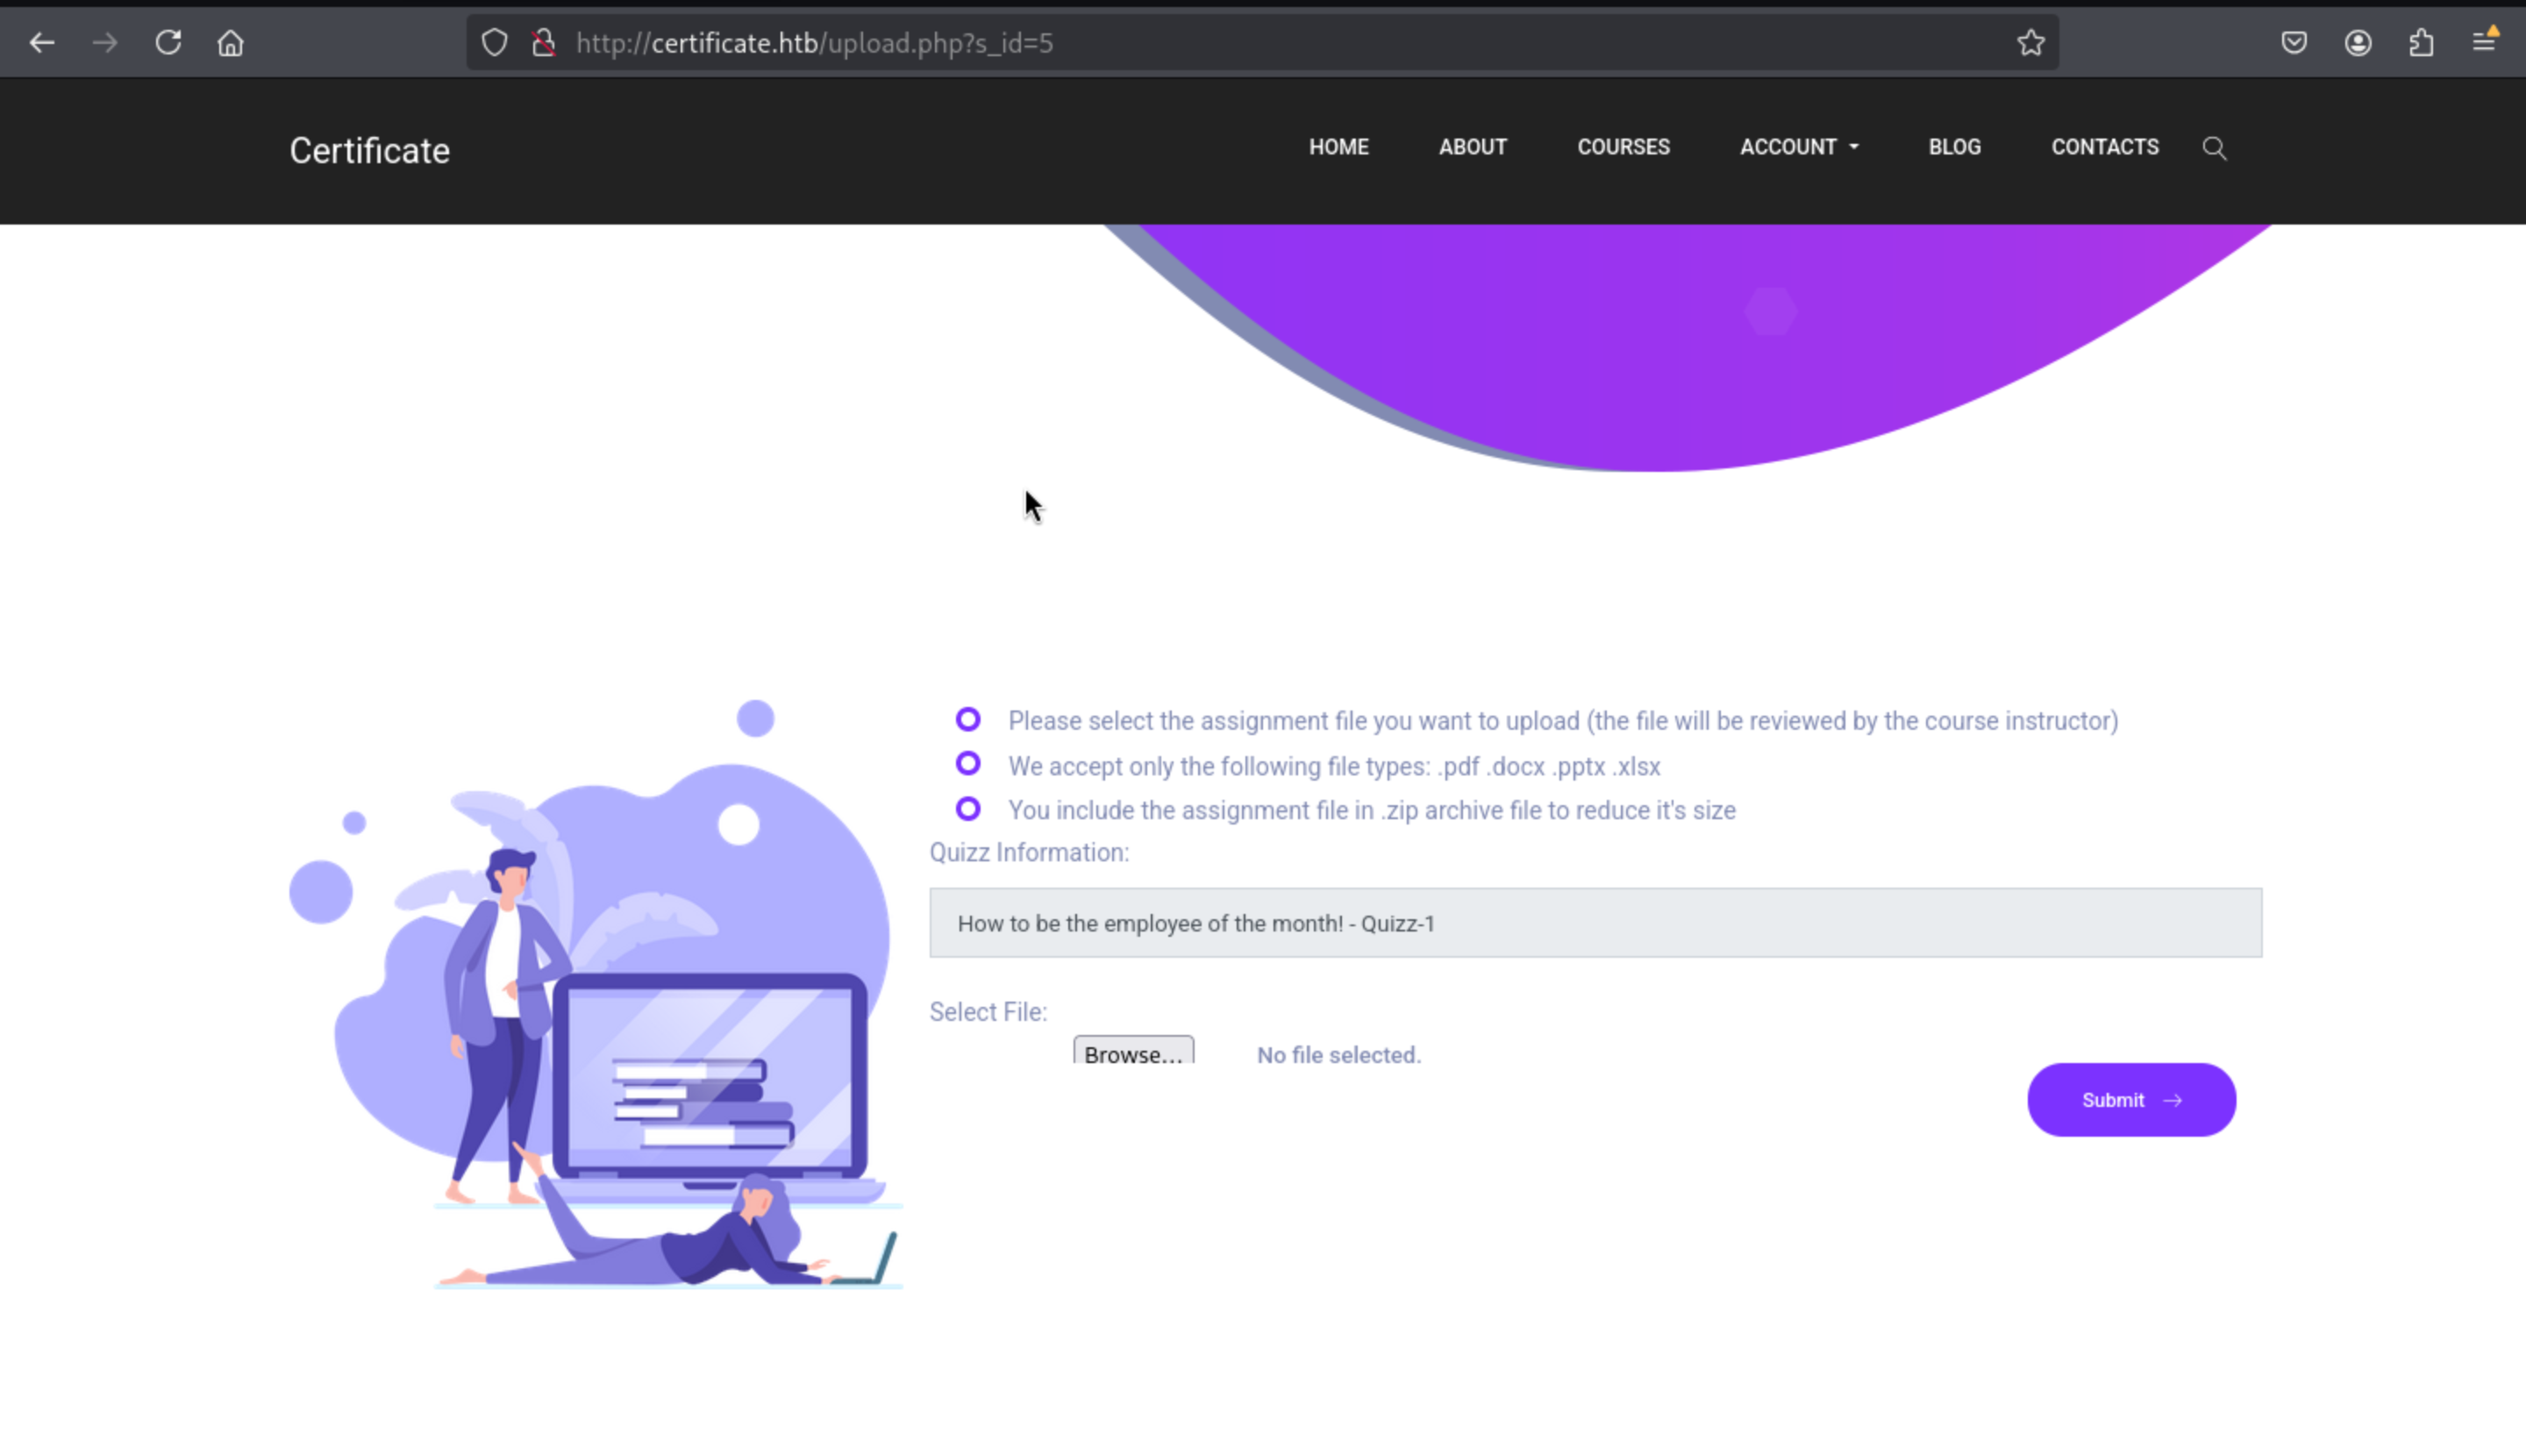 http://certificate.htb/upload.php?s_id=5
Certificate HOME ABOUT COURSES ACCOUNT BLOG CONTACTS
Please select the assignment file you want to upload (the file will be reviewed by the course instructor)
We accept only the following file types: .pdf .docx .pptx .xlsx
You include the assignment file in .zip archive file to reduce it's size
Quizz Information:
How to be the employee of the month! - Quizz-1
Select File:
Browse... No file selected.
Submit